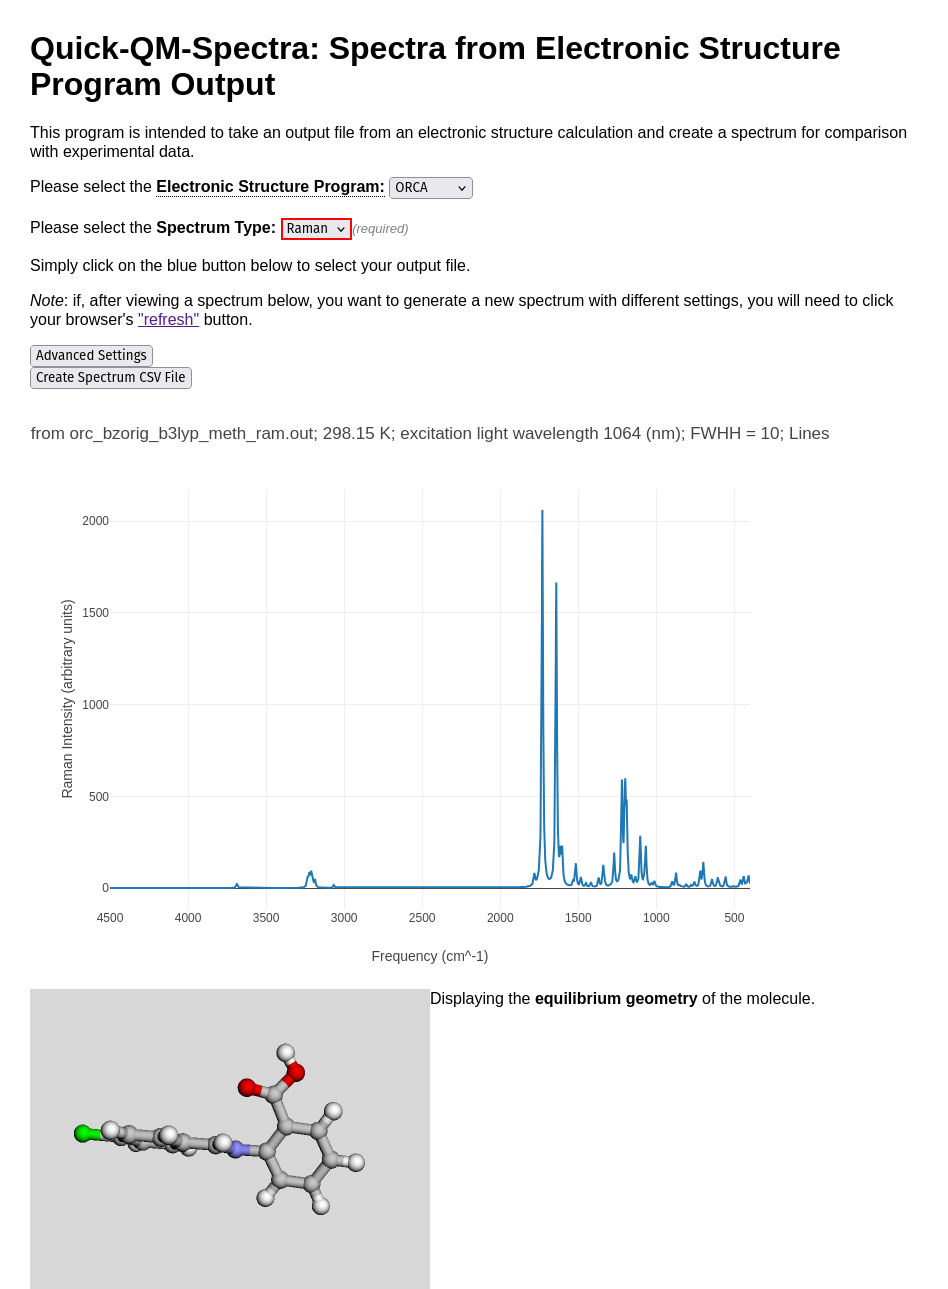 Quick-QM-Spectra: Spectra from Electronic Structure
Program Output
This program is intended to take an output file from an electronic structure calculation and create a spectrum for comparison
with experimental data.
Please select the Electronic Structure Program: ORCA
Please select the Spectrum Type: Raman (required)
Simply click on the blue button below to select your output file.
Note: if, after viewing a spectrum below, you want to generate a new spectrum with different settings, you will need to click
your browser's "refresh" button.
Advanced Settings
Create Spectrum CSV File
from orc_bzorig_b3lyp_meth_ram.out; 298.15 K; excitation light wavelength 1064 (nm); FWHH = 10; Lines
2000
1500
1000
500
0
Raman Intensity (arbitrary units)
4500 4000 3500 3000 2500 2000 1500 1000 500
Frequency (cm^-1)
Displaying the equilibrium geometry of the molecule.